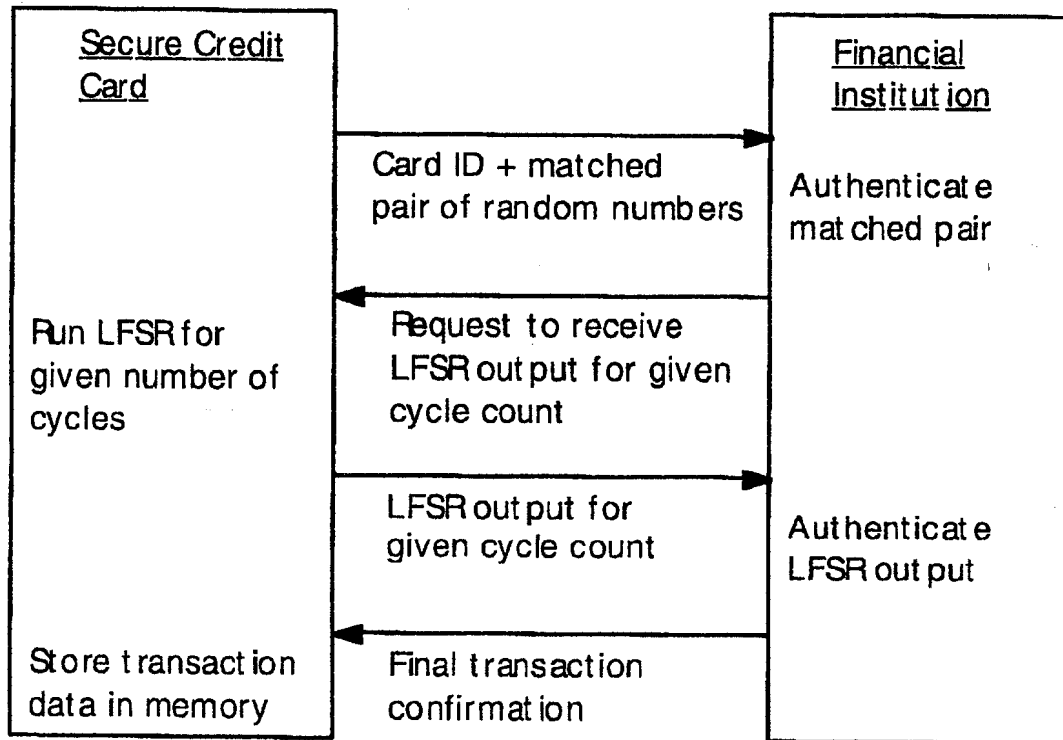 Secure Credit
Card
Financial
Institution
Card ID + matched
pair of random numbers
Authenticate
matched pair
Run LFSR for
given number of
cycles
Request to receive
LFSR output for given
cycle count
LFSR output for
given cycle count
Authenticate
LFSR output
Store transaction
data in memory
Final transaction
confirmation